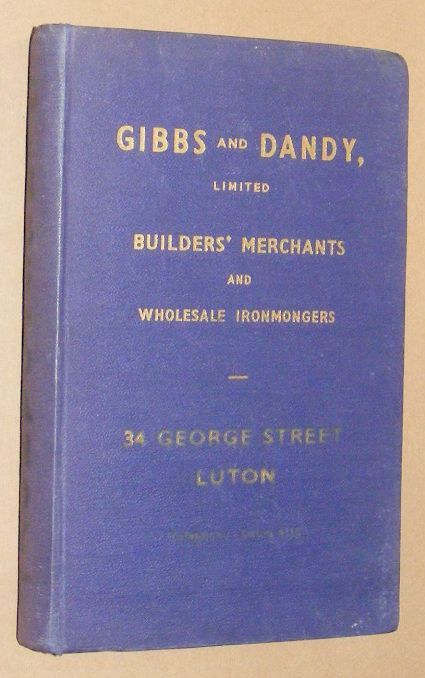 GIBBS AND DANDY,
LIMITED
BUILDERS' MERCHANTS
AND
WHOLESALE IRONMONGERS
—
34 GEORGE STREET
LUTON